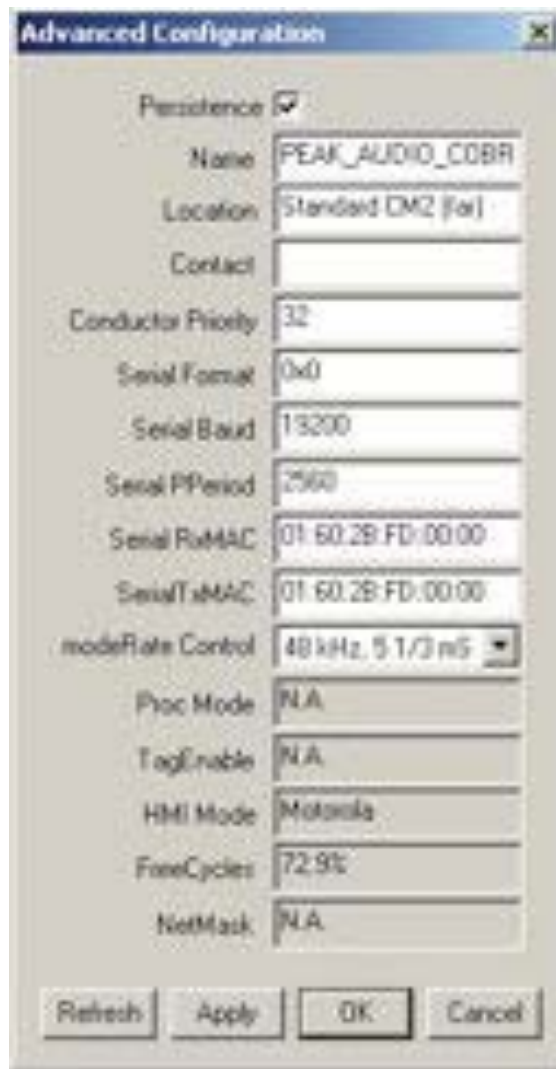 Advanced Configuration
Persistence
Name PEAK_AUDIO_COBR
Location Standard CM2 (far)
Contact
Conductor Priority 32
Serial Format 0x0
Serial Baud 19200
Serial PPeriod 2560
Serial RxMAC 01:60:2B:FD:00:00
SerialTxMAC 01:60:2B:FD:00:00
modeRate Control 48 kHz, 5 1/3 mS
Proc Mode N.A.
TagEnable N.A.
HMI Mode Motorola
FreeCycles 72.9%
NetMask N.A.
Refresh Apply OK Cancel